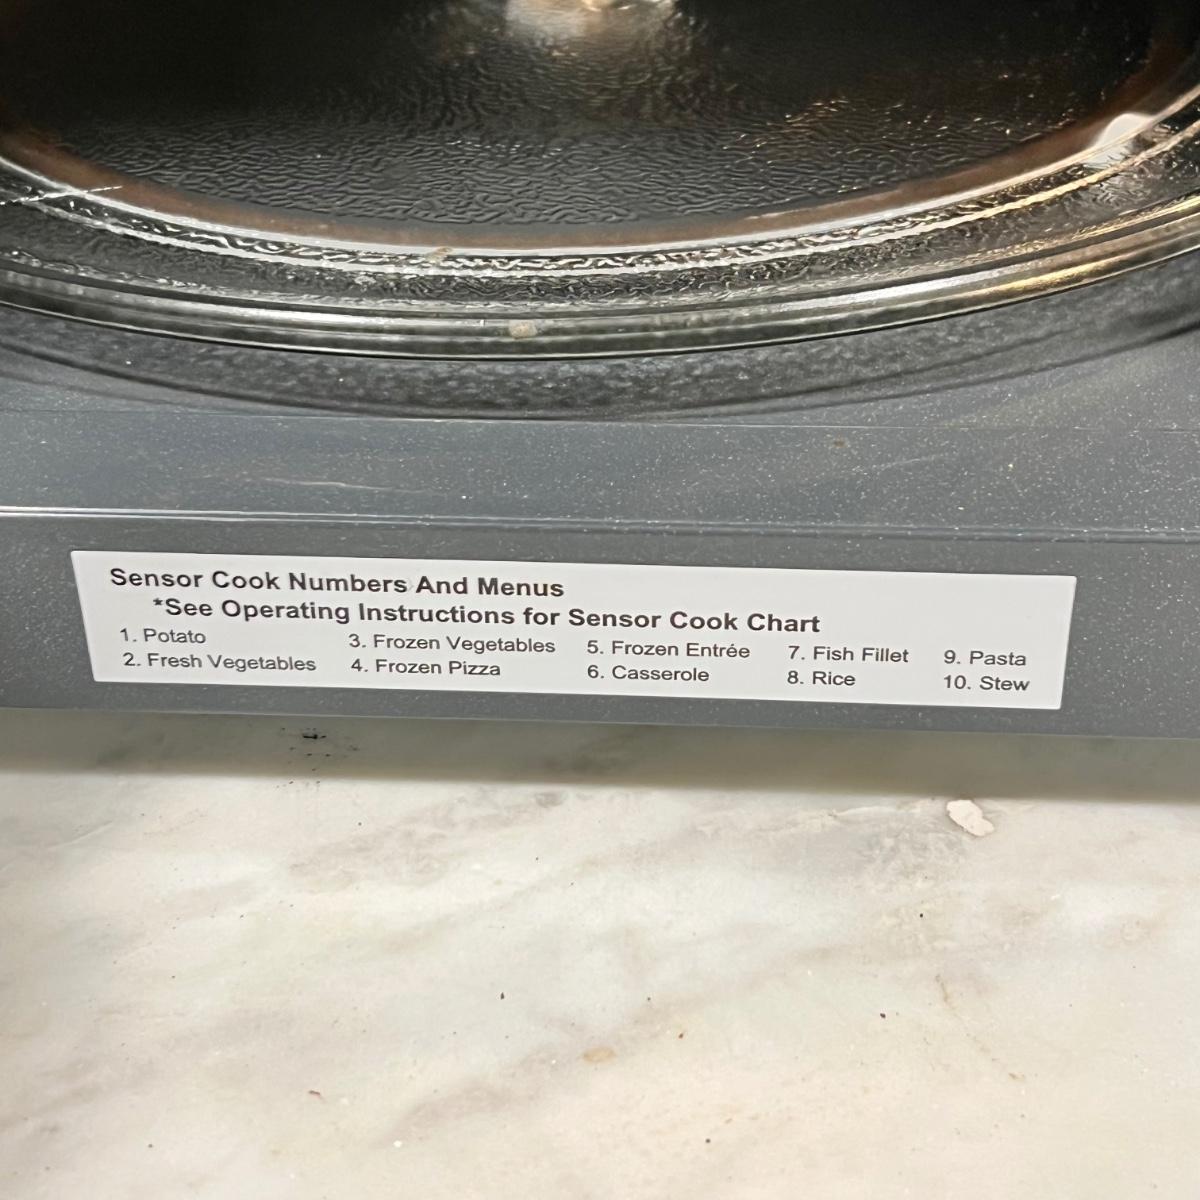 Sensor Cook Numbers And Menus
*See Operating Instructions for Sensor Cook Chart
1. Potato 3. Frozen Vegetables 5. Frozen Entrée 7. Fish Fillet 9. Pasta
2. Fresh Vegetables 4. Frozen Pizza 6. Casserole 8. Rice 10. Stew